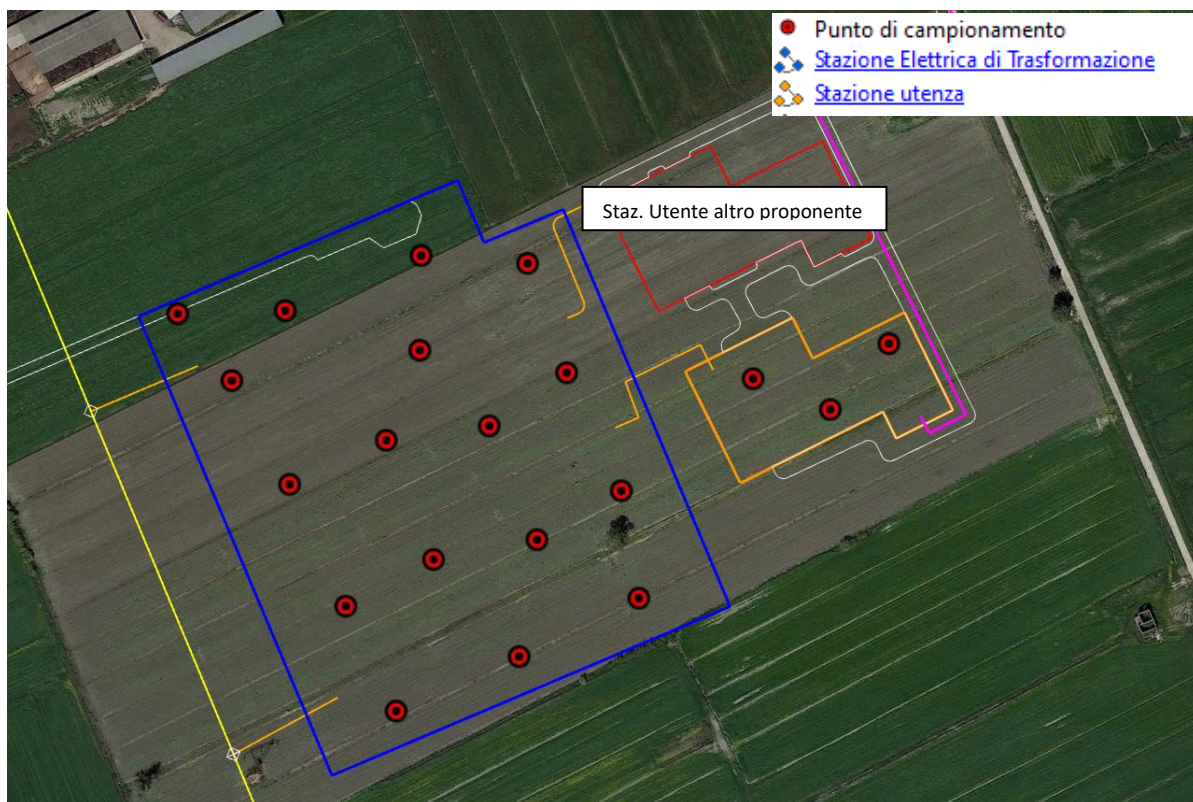 Punto di campionamento
Stazione Elettrica di Trasformazione
Stazione utenza
Staz. Utente altro proponente